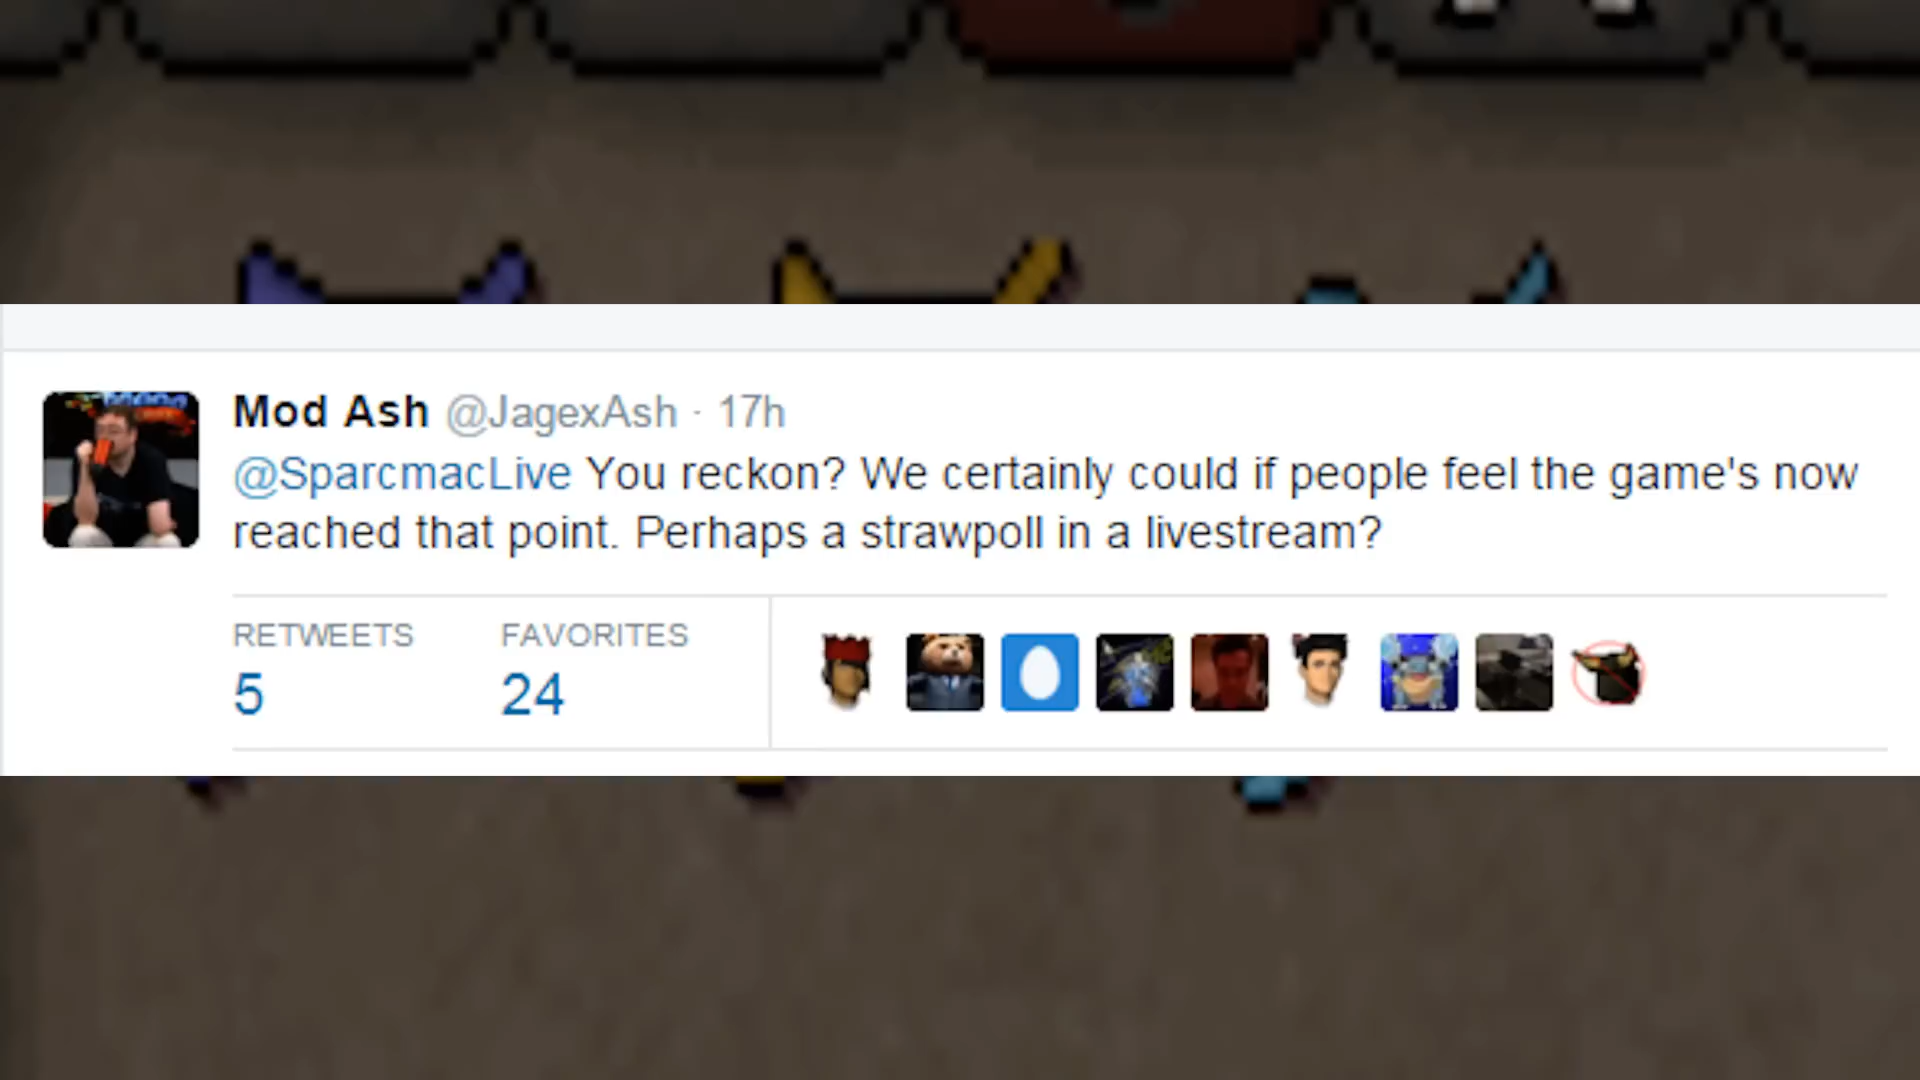 Mod Ash @JagexAsh · 17h
@SparcmacLive You reckon? We certainly could if people feel the game's now
reached that point. Perhaps a strawpoll in a livestream?
RETWEETS FAVORITES
5 24